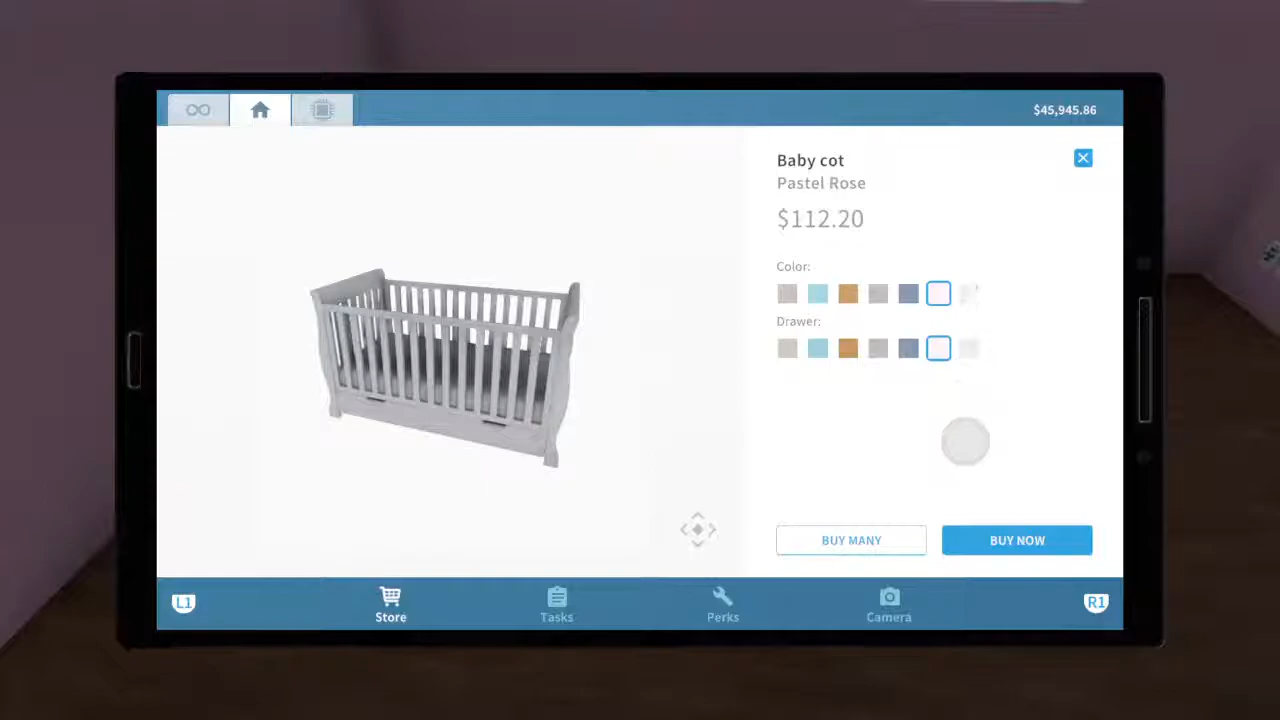 $45,945.86
Baby cot
Pastel Rose
$112.20
Color:
Drawer:
BUY MANY
BUY NOW
L1
Store
Tasks
Perks
Camera
R1